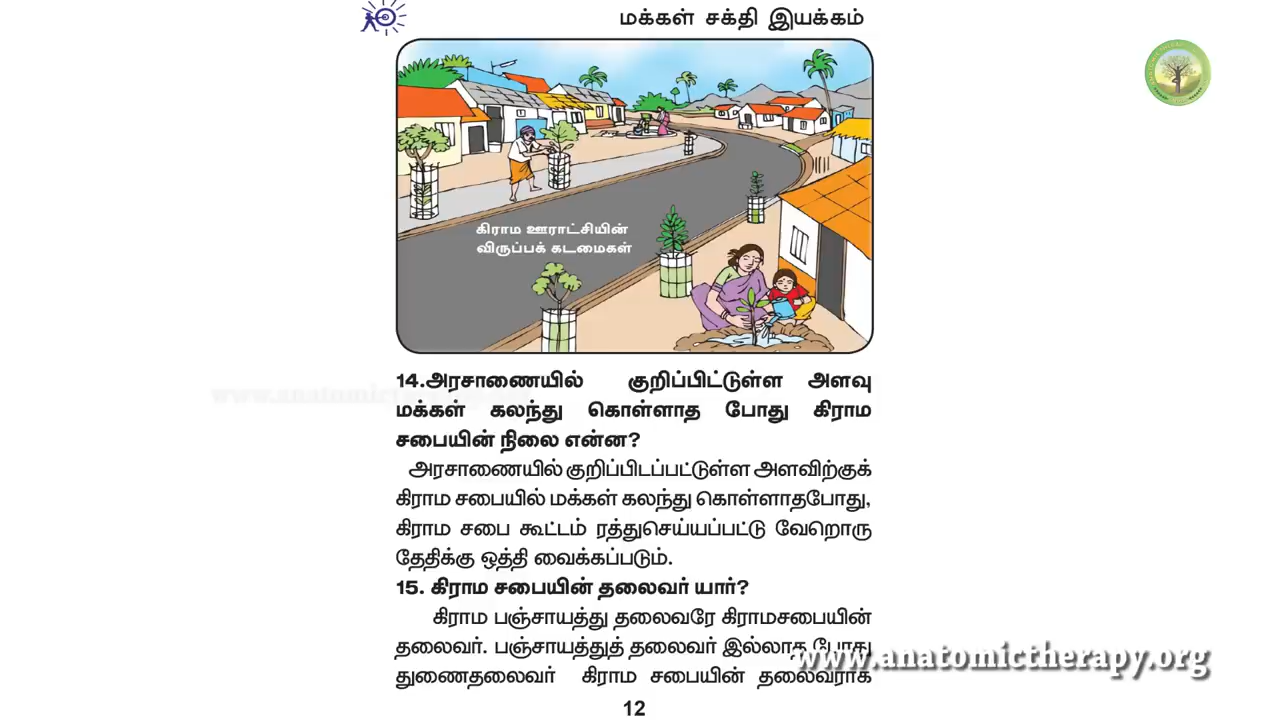 மக்கள் சக்தி இயக்கம்
கிராம ஊராட்சியின்
விருப்பக் கடமைகள்
14.அரசாணையில் குறிப்பிட்டுள்ள அளவு
மக்கள் கலந்து கொள்ளாத போது கிராம
சபையின் நிலை என்ன?
அரசாணையில் குறிப்பிடப்பட்டுள்ள அளவிற்குக்
கிராம சபையில் மக்கள் கலந்து கொள்ளாதபோது,
கிராம சபை கூட்டம் ரத்துசெய்யப்பட்டு வேறொரு
தேதிக்கு ஒத்தி வைக்கப்படும்.
15. கிராம சபையின் தலைவர் யார்?
கிராம பஞ்சாயத்து தலைவரே கிராமசபையின்
தலைவர். பஞ்சாயத்துத் தலைவர் இல்லாத போது
துணைதலைவர் கிராம சபையின் தலைவராக
www.anatomictherapy.org
12